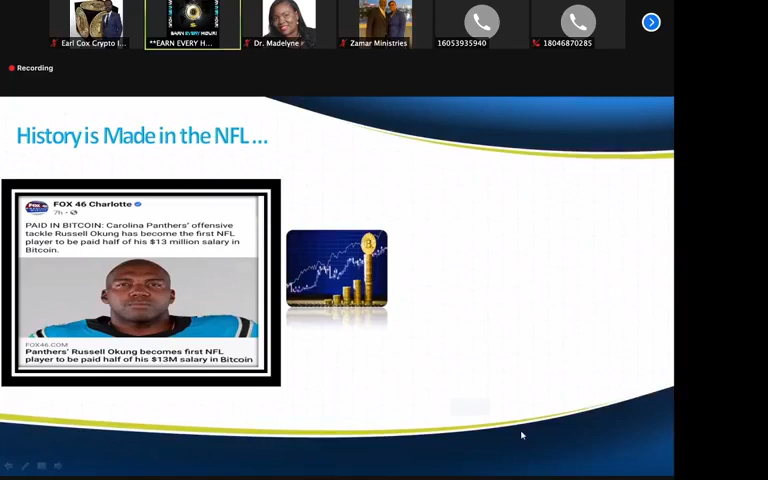 EARN EVERY HOUR!
Earl Cox Crypto I...
**EARN EVERY H...
Dr. Madelyne
Zamar Ministries
16053935940
18046870285
Recording
History is Made in the NFL ...
FOX 46 Charlotte
7h
PAID IN BITCOIN: Carolina Panthers' offensive
tackle Russell Okung has become the first NFL
player to be paid half of his $13 million salary in
Bitcoin.
FOX46.COM
Panthers' Russell Okung becomes first NFL
player to be paid half of his $13M salary in Bitcoin